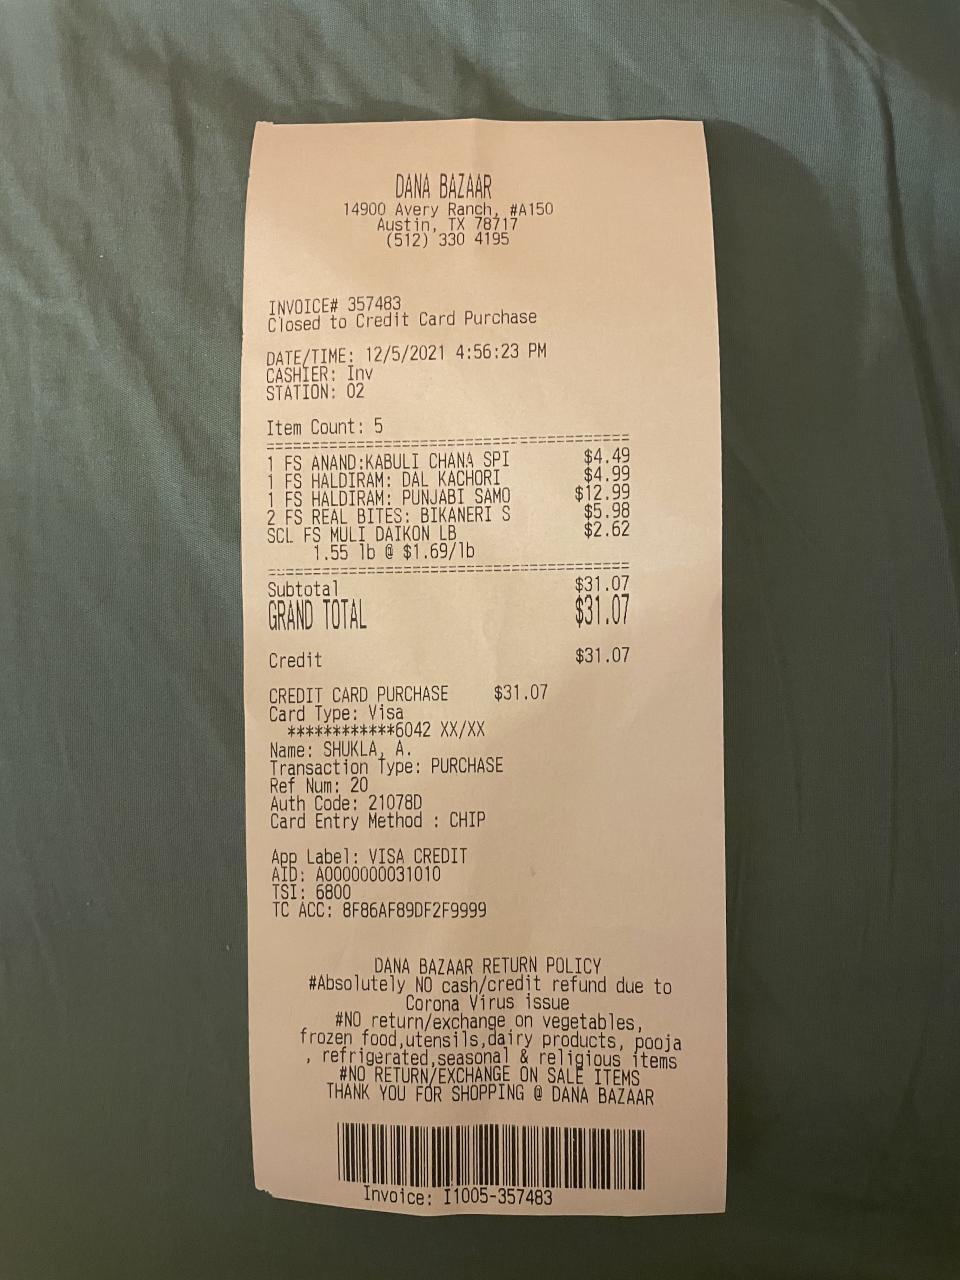 DANA BAZAAR
14900 Avery Ranch, #A150
Austin, TX 78717
(512) 330 4195
INVOICE# 357483
Closed to Credit Card Purchase
DATE/TIME: 12/5/2021 4:56:23 PM
CASHIER: Inv
STATION: 02
Item Count: 5
========================================
1 FS ANAND:KABULI CHANA SPI $4.49
1 FS HALDIRAM: DAL KACHORI $4.99
1 FS HALDIRAM: PUNJABI SAMO $12.99
2 FS REAL BITES: BIKANERI S $5.98
SCL FS MULI DAIKON LB $2.62
1.55 lb @ $1.69/lb
========================================
Subtotal $31.07
GRAND TOTAL $31.07
Credit $31.07
CREDIT CARD PURCHASE $31.07
Card Type: Visa
************6042 XX/XX
Name: SHUKLA, A.
Transaction Type: PURCHASE
Ref Num: 20
Auth Code: 21078D
Card Entry Method : CHIP
App Label: VISA CREDIT
AID: A0000000031010
TSI: 6800
TC ACC: 8F86AF89DF2F9999
DANA BAZAAR RETURN POLICY
#Absolutely NO cash/credit refund due to
Corona Virus issue
#NO return/exchange on vegetables,
frozen food,utensils,dairy products, pooja
, refrigerated,seasonal & religious items
#NO RETURN/EXCHANGE ON SALE ITEMS
THANK YOU FOR SHOPPING @ DANA BAZAAR
Invoice: I1005-357483